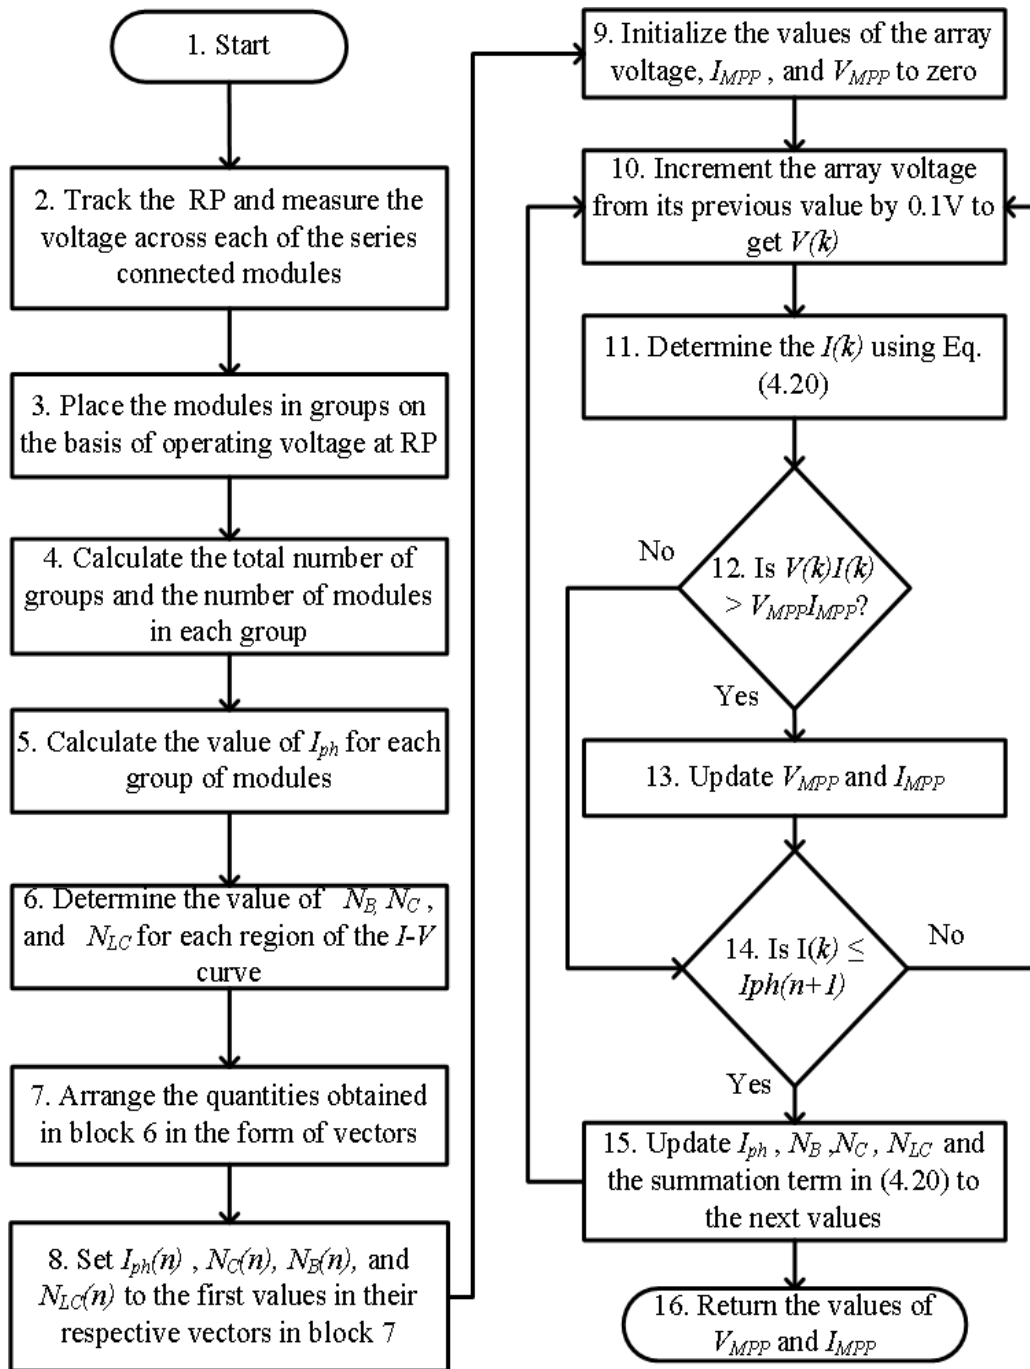 1. Start
2. Track the RP and measure the
voltage across each of the series
connected modules
3. Place the modules in groups on
the basis of operating voltage at RP
4. Calculate the total number of
groups and the number of modules
in each group
5. Calculate the value of Iph for each
group of modules
6. Determine the value of NB, NC ,
and NLC for each region of the I-V
curve
7. Arrange the quantities obtained
in block 6 in the form of vectors
8. Set Iph(n) , NC(n), NB(n), and
NLC(n) to the first values in their
respective vectors in block 7
9. Initialize the values of the array
voltage, IMPP , and VMPP to zero
10. Increment the array voltage
from its previous value by 0.1V to
get V(k)
11. Determine the I(k) using Eq.
(4.20)
No
12. Is V(k)I(k)
> VMPPIMPP?
Yes
13. Update VMPP and IMPP
14. Is I(k) ≤
Iph(n+1)
No
Yes
15. Update Iph , NB ,NC , NLC and
the summation term in (4.20) to
the next values
16. Return the values of
VMPP and IMPP